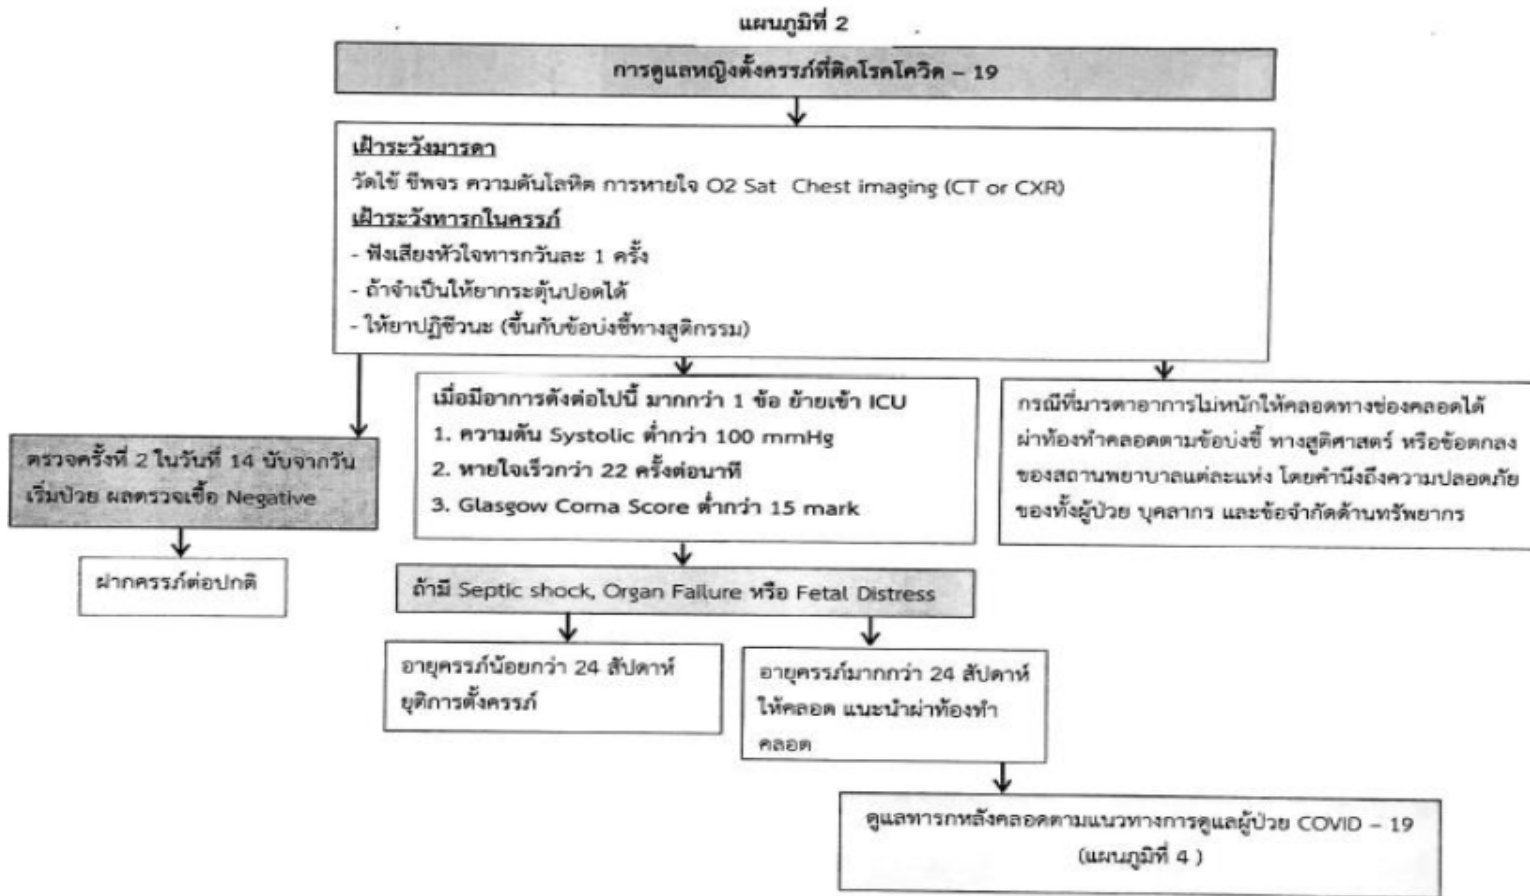 แผนภูมิที่ 2
การดูแลหญิงตั้งครรภ์ที่ติดโรคโควิด – 19
เฝ้าระวังมารดา
วัดไข้ ชีพจร ความดันโลหิต การหายใจ O2 Sat Chest imaging (CT or CXR)
เฝ้าระวังทารกในครรภ์
- ฟังเสียงหัวใจทารกวันละ 1 ครั้ง
- ถ้าจำเป็นให้ยากระตุ้นปอดได้
- ให้ยาปฏิชีวนะ (ขึ้นกับข้อบ่งชี้ทางสูติกรรม)
ตรวจครั้งที่ 2 ในวันที่ 14 นับจากวัน
เริ่มป่วย ผลตรวจเชื้อ Negative
ฝากครรภ์ต่อปกติ
เมื่อมีอาการดังต่อไปนี้ มากกว่า 1 ข้อ ย้ายเข้า ICU
1. ความดัน Systolic ต่ำกว่า 100 mmHg
2. หายใจเร็วกว่า 22 ครั้งต่อนาที
3. Glasgow Coma Score ต่ำกว่า 15 mark
กรณีที่มารดาอาการไม่หนักให้คลอดทางช่องคลอดได้
ผ่าท้องทำคลอดตามข้อบ่งชี้ ทางสูติศาสตร์ หรือข้อตกลง
ของสถานพยาบาลแต่ละแห่ง โดยคำนึงถึงความปลอดภัย
ของทั้งผู้ป่วย บุคลากร และข้อจำกัดด้านทรัพยากร
ถ้ามี Septic shock, Organ Failure หรือ Fetal Distress
อายุครรภ์น้อยกว่า 24 สัปดาห์
ยุติการตั้งครรภ์
อายุครรภ์มากกว่า 24 สัปดาห์
ให้คลอด แนะนำผ่าท้องทำ
คลอด
ดูแลทารกหลังคลอดตามแนวทางการดูแลผู้ป่วย COVID – 19
(แผนภูมิที่ 4 )